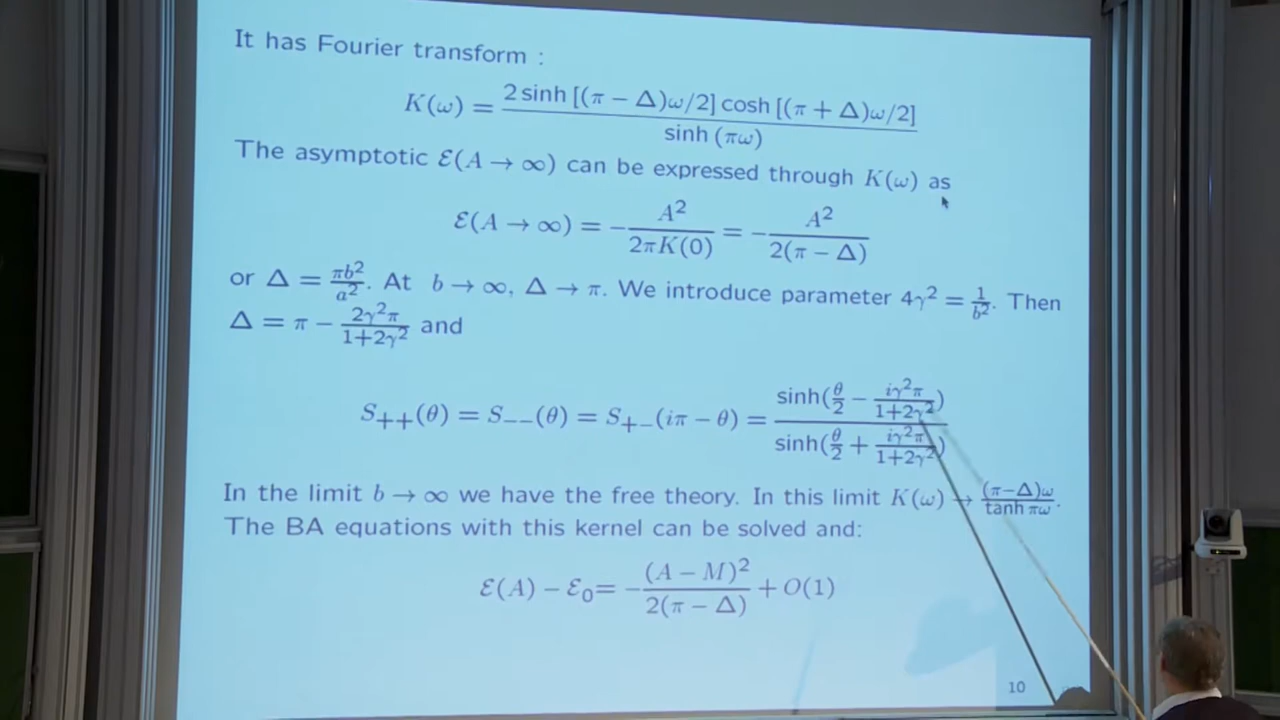 It has Fourier transform :
K(ω) = 2 sinh [(π − Δ)ω/2] cosh [(π + Δ)ω/2] / sinh (πω)
The asymptotic ℰ(A → ∞) can be expressed through K(ω) as
ℰ(A → ∞) = − A² / 2πK(0) = − A² / 2(π − Δ)
or Δ = πb²/a². At b → ∞, Δ → π. We introduce parameter 4γ² = 1/b². Then
Δ = π − 2γ²π/1+2γ² and
S₊₊(θ) = S₋₋(θ) = S₊₋(iπ − θ) = sinh(θ/2 − iγ²π/1+2γ²) / sinh(θ/2 + iγ²π/1+2γ²)
In the limit b → ∞ we have the free theory. In this limit K(ω) → (π−Δ)ω/tanh πω.
The BA equations with this kernel can be solved and:
ℰ(A) − ℰ₀= − (A − M)² / 2(π − Δ) + O(1)
10